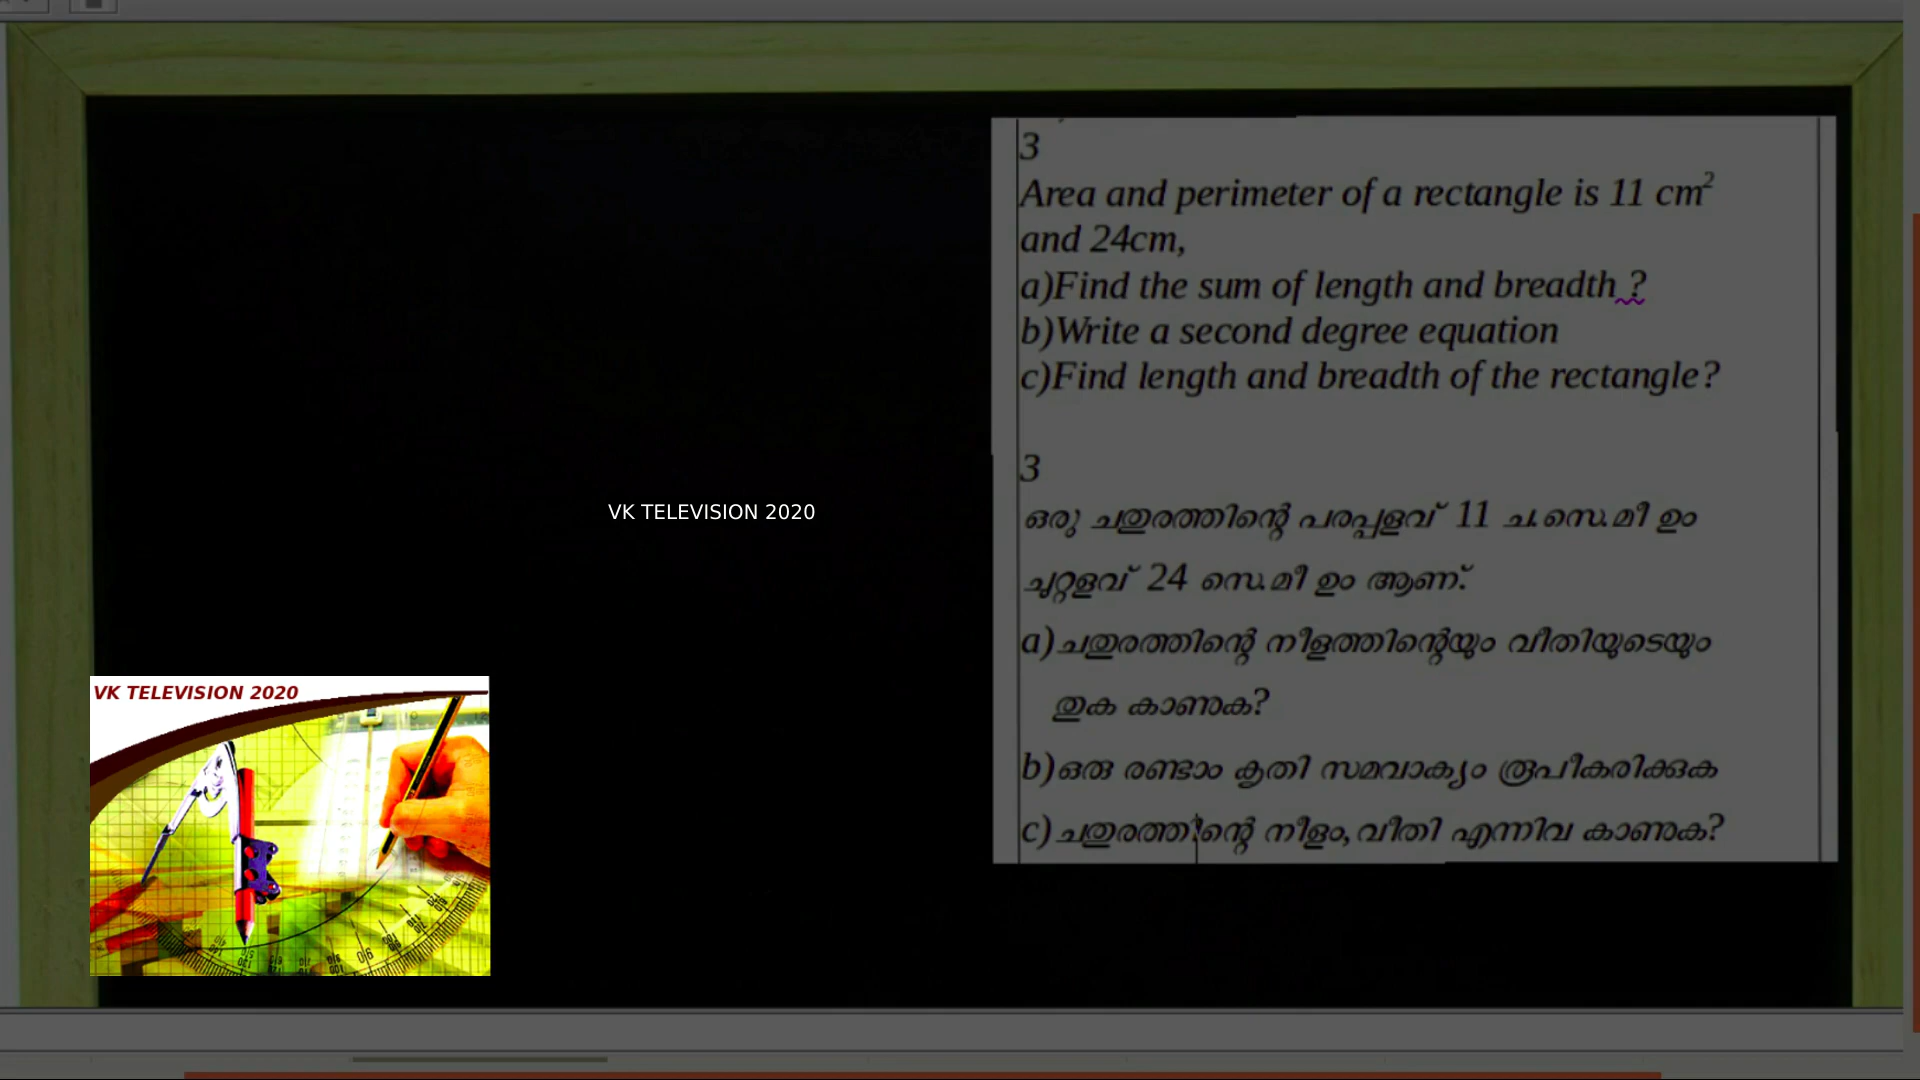 3
Area and perimeter of a rectangle is 11 cm²
and 24cm,
a)Find the sum of length and breadth ?
b)Write a second degree equation
c)Find length and breadth of the rectangle?
3
ഒരു ചതുരത്തിന്റെ പരപ്പളവ് 11 ച.സെ.മീ ഉം
ചുറ്റളവ് 24 സെ.മീ ഉം ആണ്.
a)ചതുരത്തിന്റെ നീളത്തിന്റെയും വീതിയുടെയും
തുക കാണുക?
b)ഒരു രണ്ടാം കൃതി സമവാക്യം രൂപീകരിക്കുക
c)ചതുരത്തിന്റെ നീളം,വീതി എന്നിവ കാണുക?
VK TELEVISION 2020
VK TELEVISION 2020